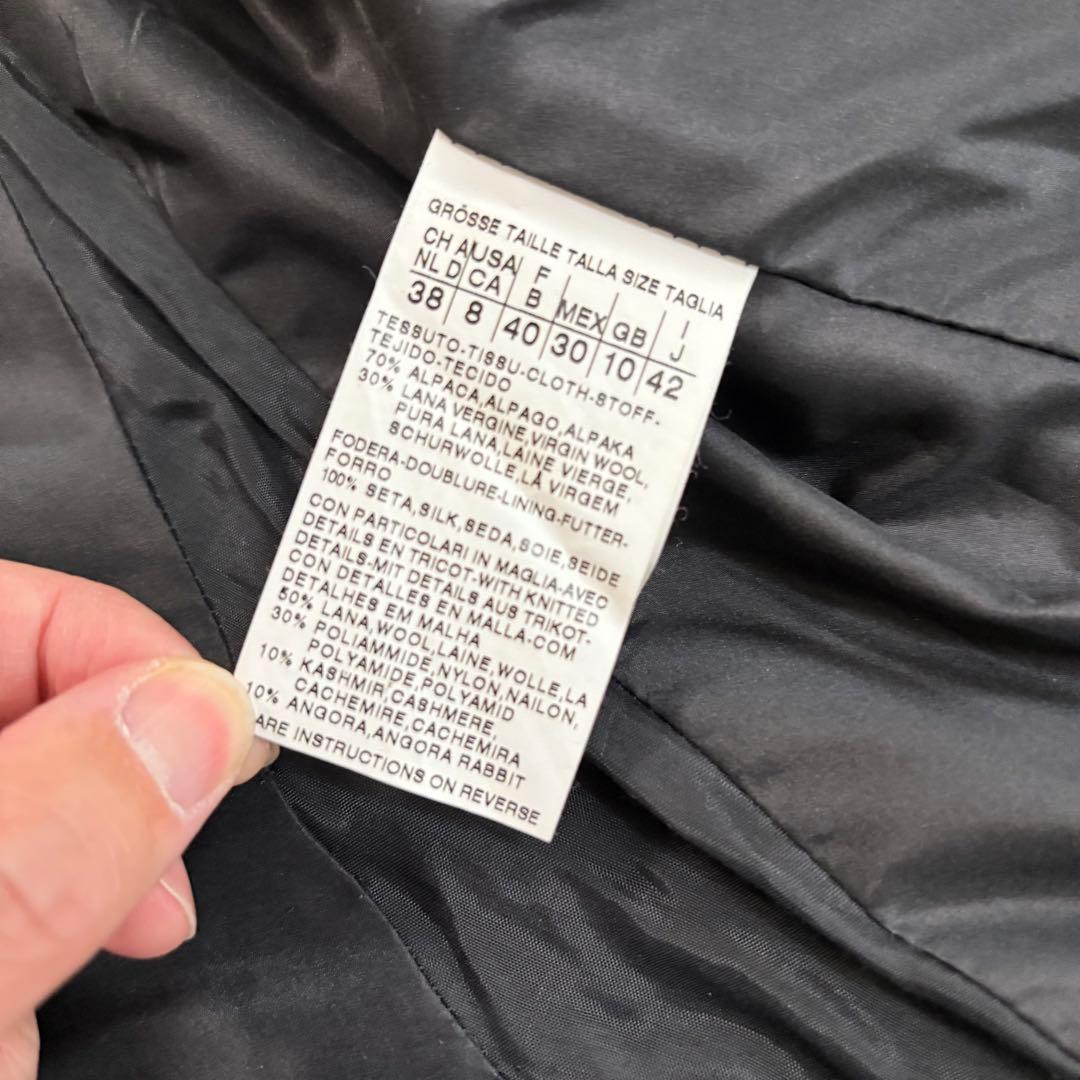 GRÖSSE TAILLE TALLA SIZE TAGLIA
CH A USA F MEX GB I
NL D CA B J
38 8 40 30 10 42
TESSUTO-TISSU-CLOTH-STOFF-
TEJIDO-TECIDO
70% ALPACA,ALPAGO,ALPAKA
30% LANA VERGINE,VIRGIN WOOL,
PURA LANA,LAINE VIERGE,
SCHURWOLLE,LÃ VIRGEM
FODERA-DOUBLURE-LINING-FUTTER-
FORRO
100% SETA,SILK,SEDA,SOIE,SEIDE
CON PARTICOLARI IN MAGLIA-AVEC
DETAILS EN TRICOT-WITH KNITTED
DETAILS-MIT DETAILS AUS TRIKOT-
CON DETALLES EN MALLA-COM
DETALHES EM MALHA
50% LANA,WOOL,LAINE,WOLLE,LA
30% POLIAMMIDE,NYLON,NAILON,
POLYAMIDE,POLYAMID
10% KASHMIR,CASHMERE,
CACHEMIRE,CACHEMIRA
10% ANGORA,ANGORA RABBIT
ARE INSTRUCTIONS ON REVERSE